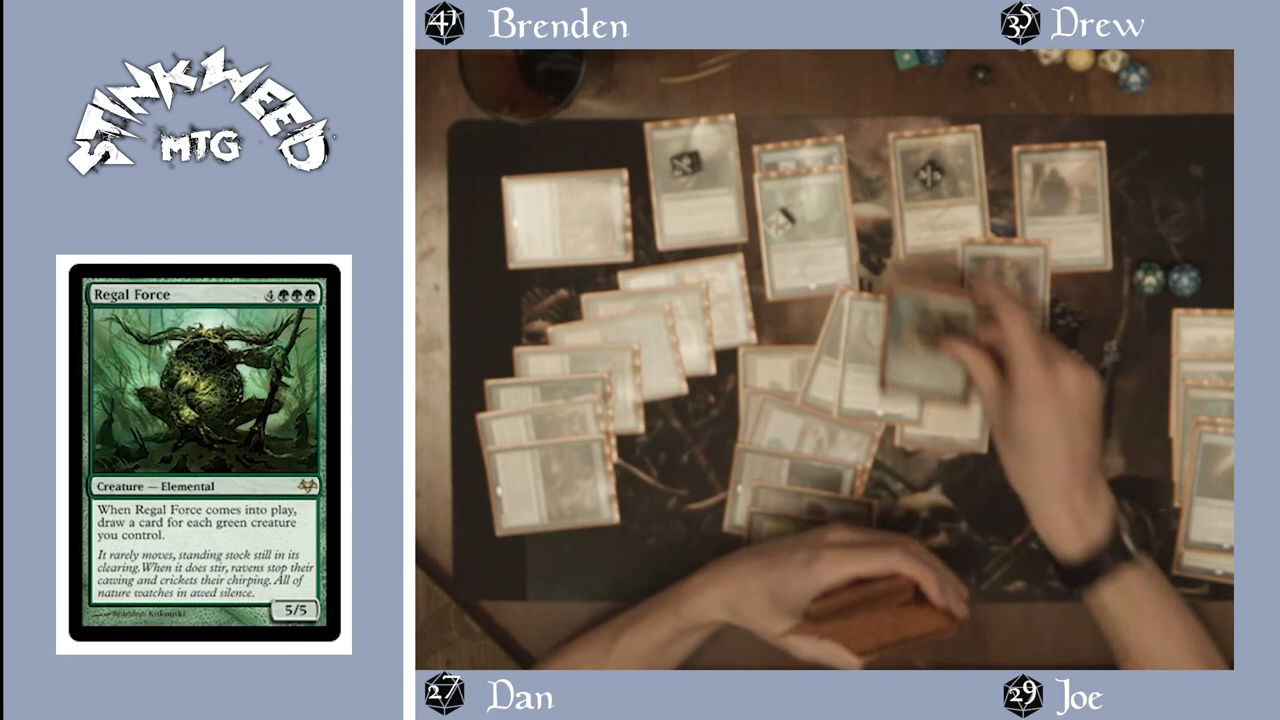 STINKWEED
MTG
Regal Force 4
Creature — Elemental
When Regal Force comes into play,
draw a card for each green creature
you control.
It rarely moves, standing stock still in its
clearing. When it does stir, ravens stop their
cawing and crickets their chirping. All of
nature watches in awed silence.
5/5
41 Brenden
35 Drew
27 Dan
29 Joe